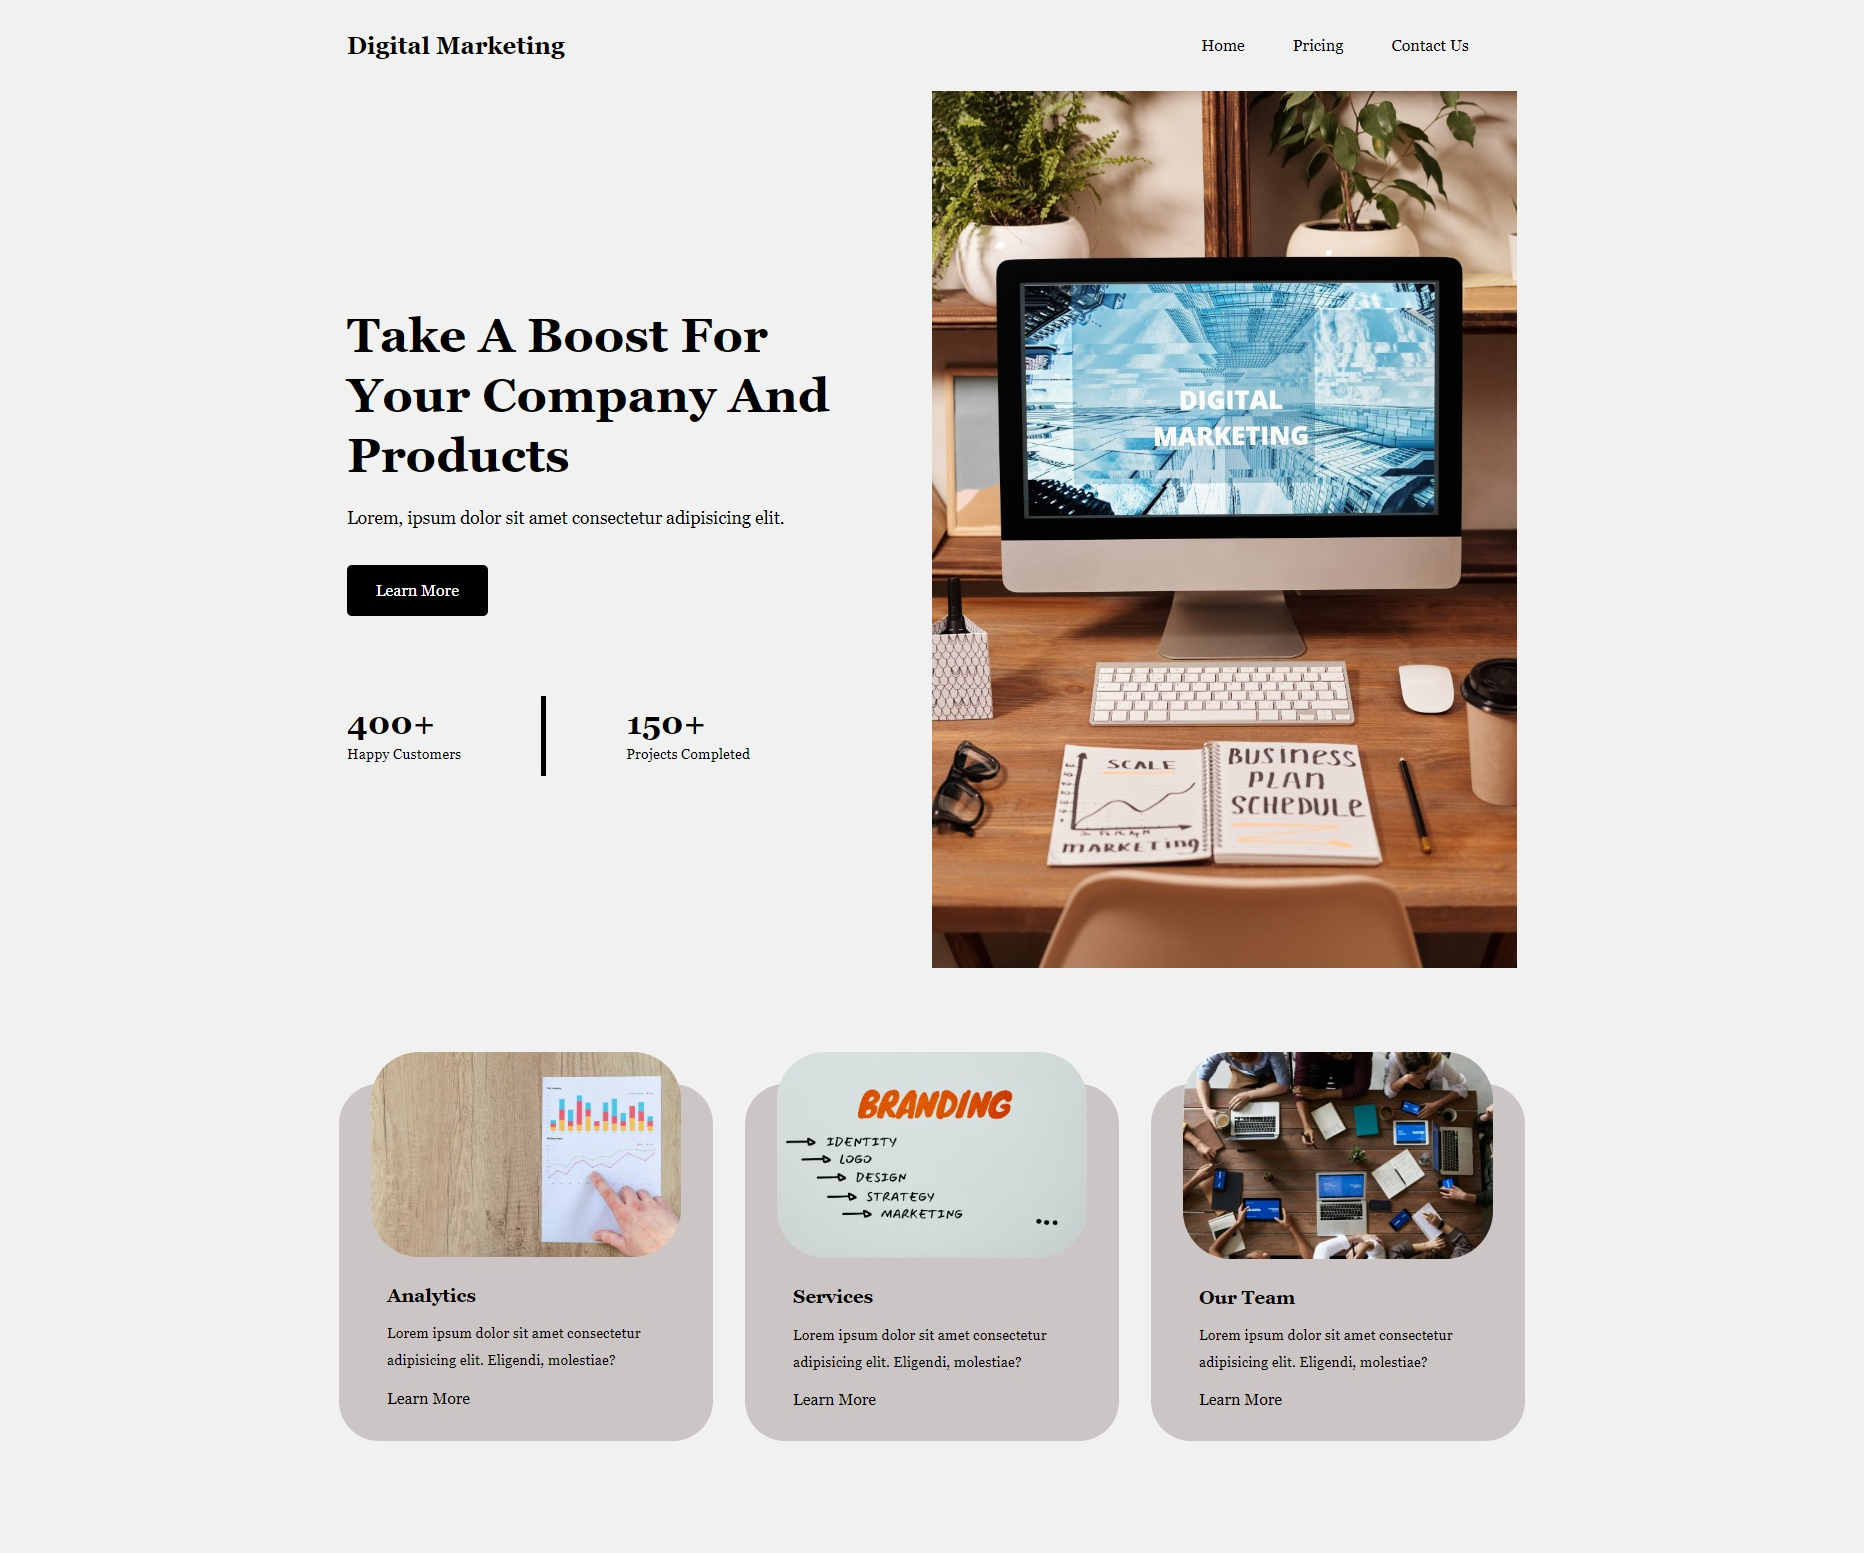 Digital Marketing
Home
Pricing
Contact Us
Take A Boost For
Your Company And
Products
Lorem, ipsum dolor sit amet consectetur adipisicing elit.
Learn More
400+
Happy Customers
150+
Projects Completed
DIGITAL
MARKETING
SCALE
MARKETING
BUSINESS
PLAN
SCHEDULE
BRANDING
IDENTITY
LOGO
DESIGN
STRATEGY
MARKETING
Analytics
Lorem ipsum dolor sit amet consectetur
adipisicing elit. Eligendi, molestiae?
Learn More
Services
Lorem ipsum dolor sit amet consectetur
adipisicing elit. Eligendi, molestiae?
Learn More
Our Team
Lorem ipsum dolor sit amet consectetur
adipisicing elit. Eligendi, molestiae?
Learn More